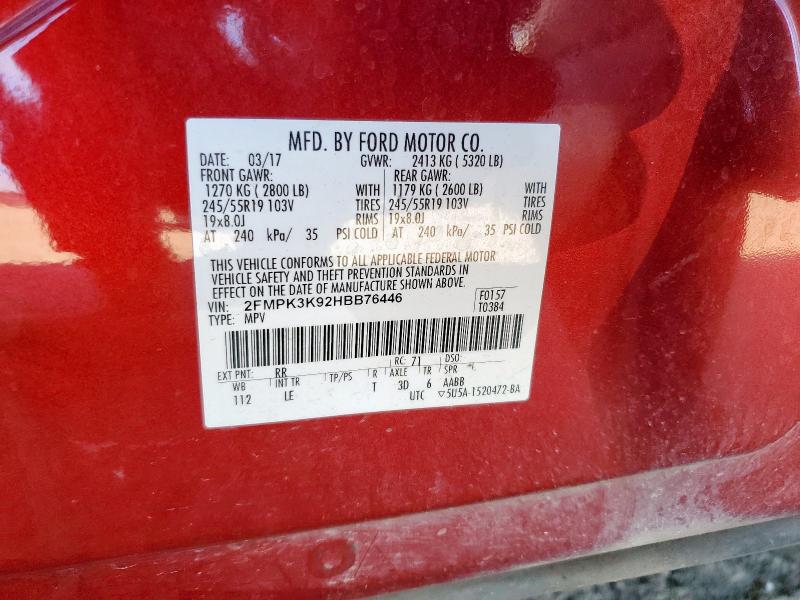 MFD. BY FORD MOTOR CO.
DATE: 03/17 GVWR: 2413 KG ( 5320 LB)
FRONT GAWR: REAR GAWR:
1270 KG ( 2800 LB) WITH 1179 KG ( 2600 LB) WITH
245/55R19 103V TIRES 245/55R19 103V TIRES
19x8.0J RIMS 19x8.0J RIMS
AT 240 kPa/ 35 PSI COLD AT 240 kPa/ 35 PSI COLD
THIS VEHICLE CONFORMS TO ALL APPLICABLE FEDERAL MOTOR
VEHICLE SAFETY AND THEFT PREVENTION STANDARDS IN
EFFECT ON THE DATE OF MANUFACTURE SHOWN ABOVE.
VIN: 2FMPK3K92HBB76446 F0157
TYPE: MPV T0384
EXT PNT: RR RC: 71 DSO:
WB INT TR TP/PS R AXLE TR SPR
112 LE T 3D 6 AABB
UTC ▽5U5A-1520472-BA